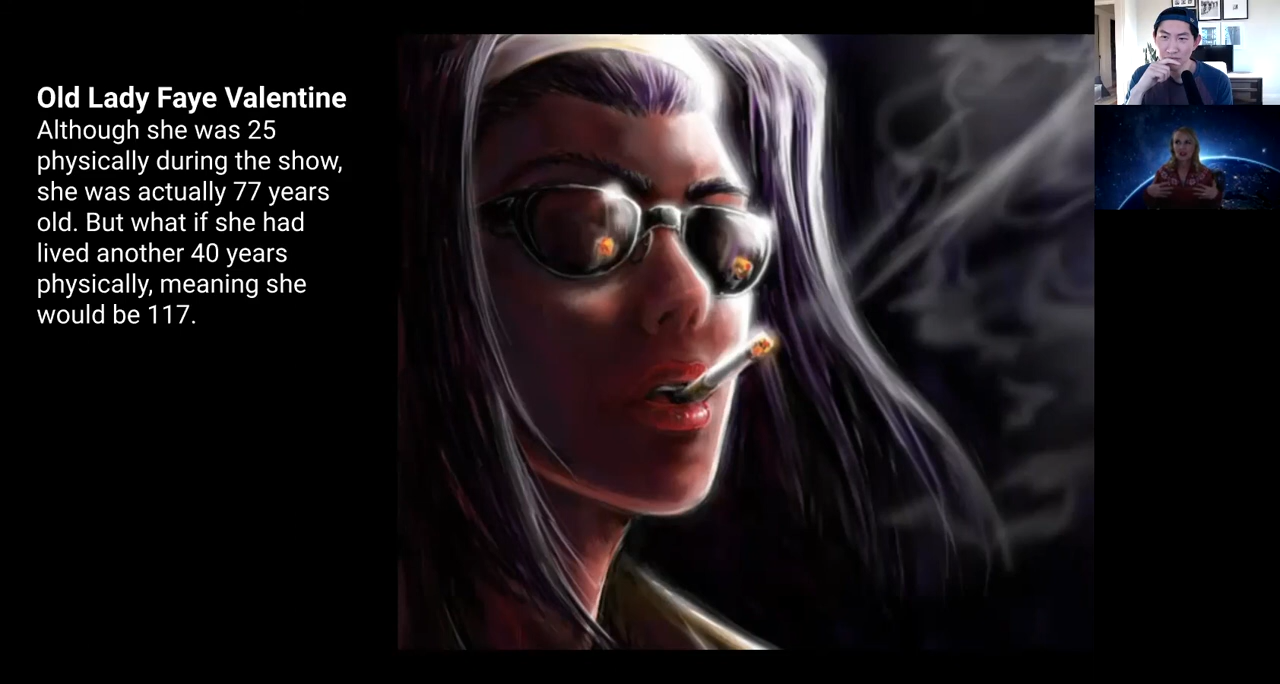 Old Lady Faye Valentine
Although she was 25
physically during the show,
she was actually 77 years
old. But what if she had
lived another 40 years
physically, meaning she
would be 117.